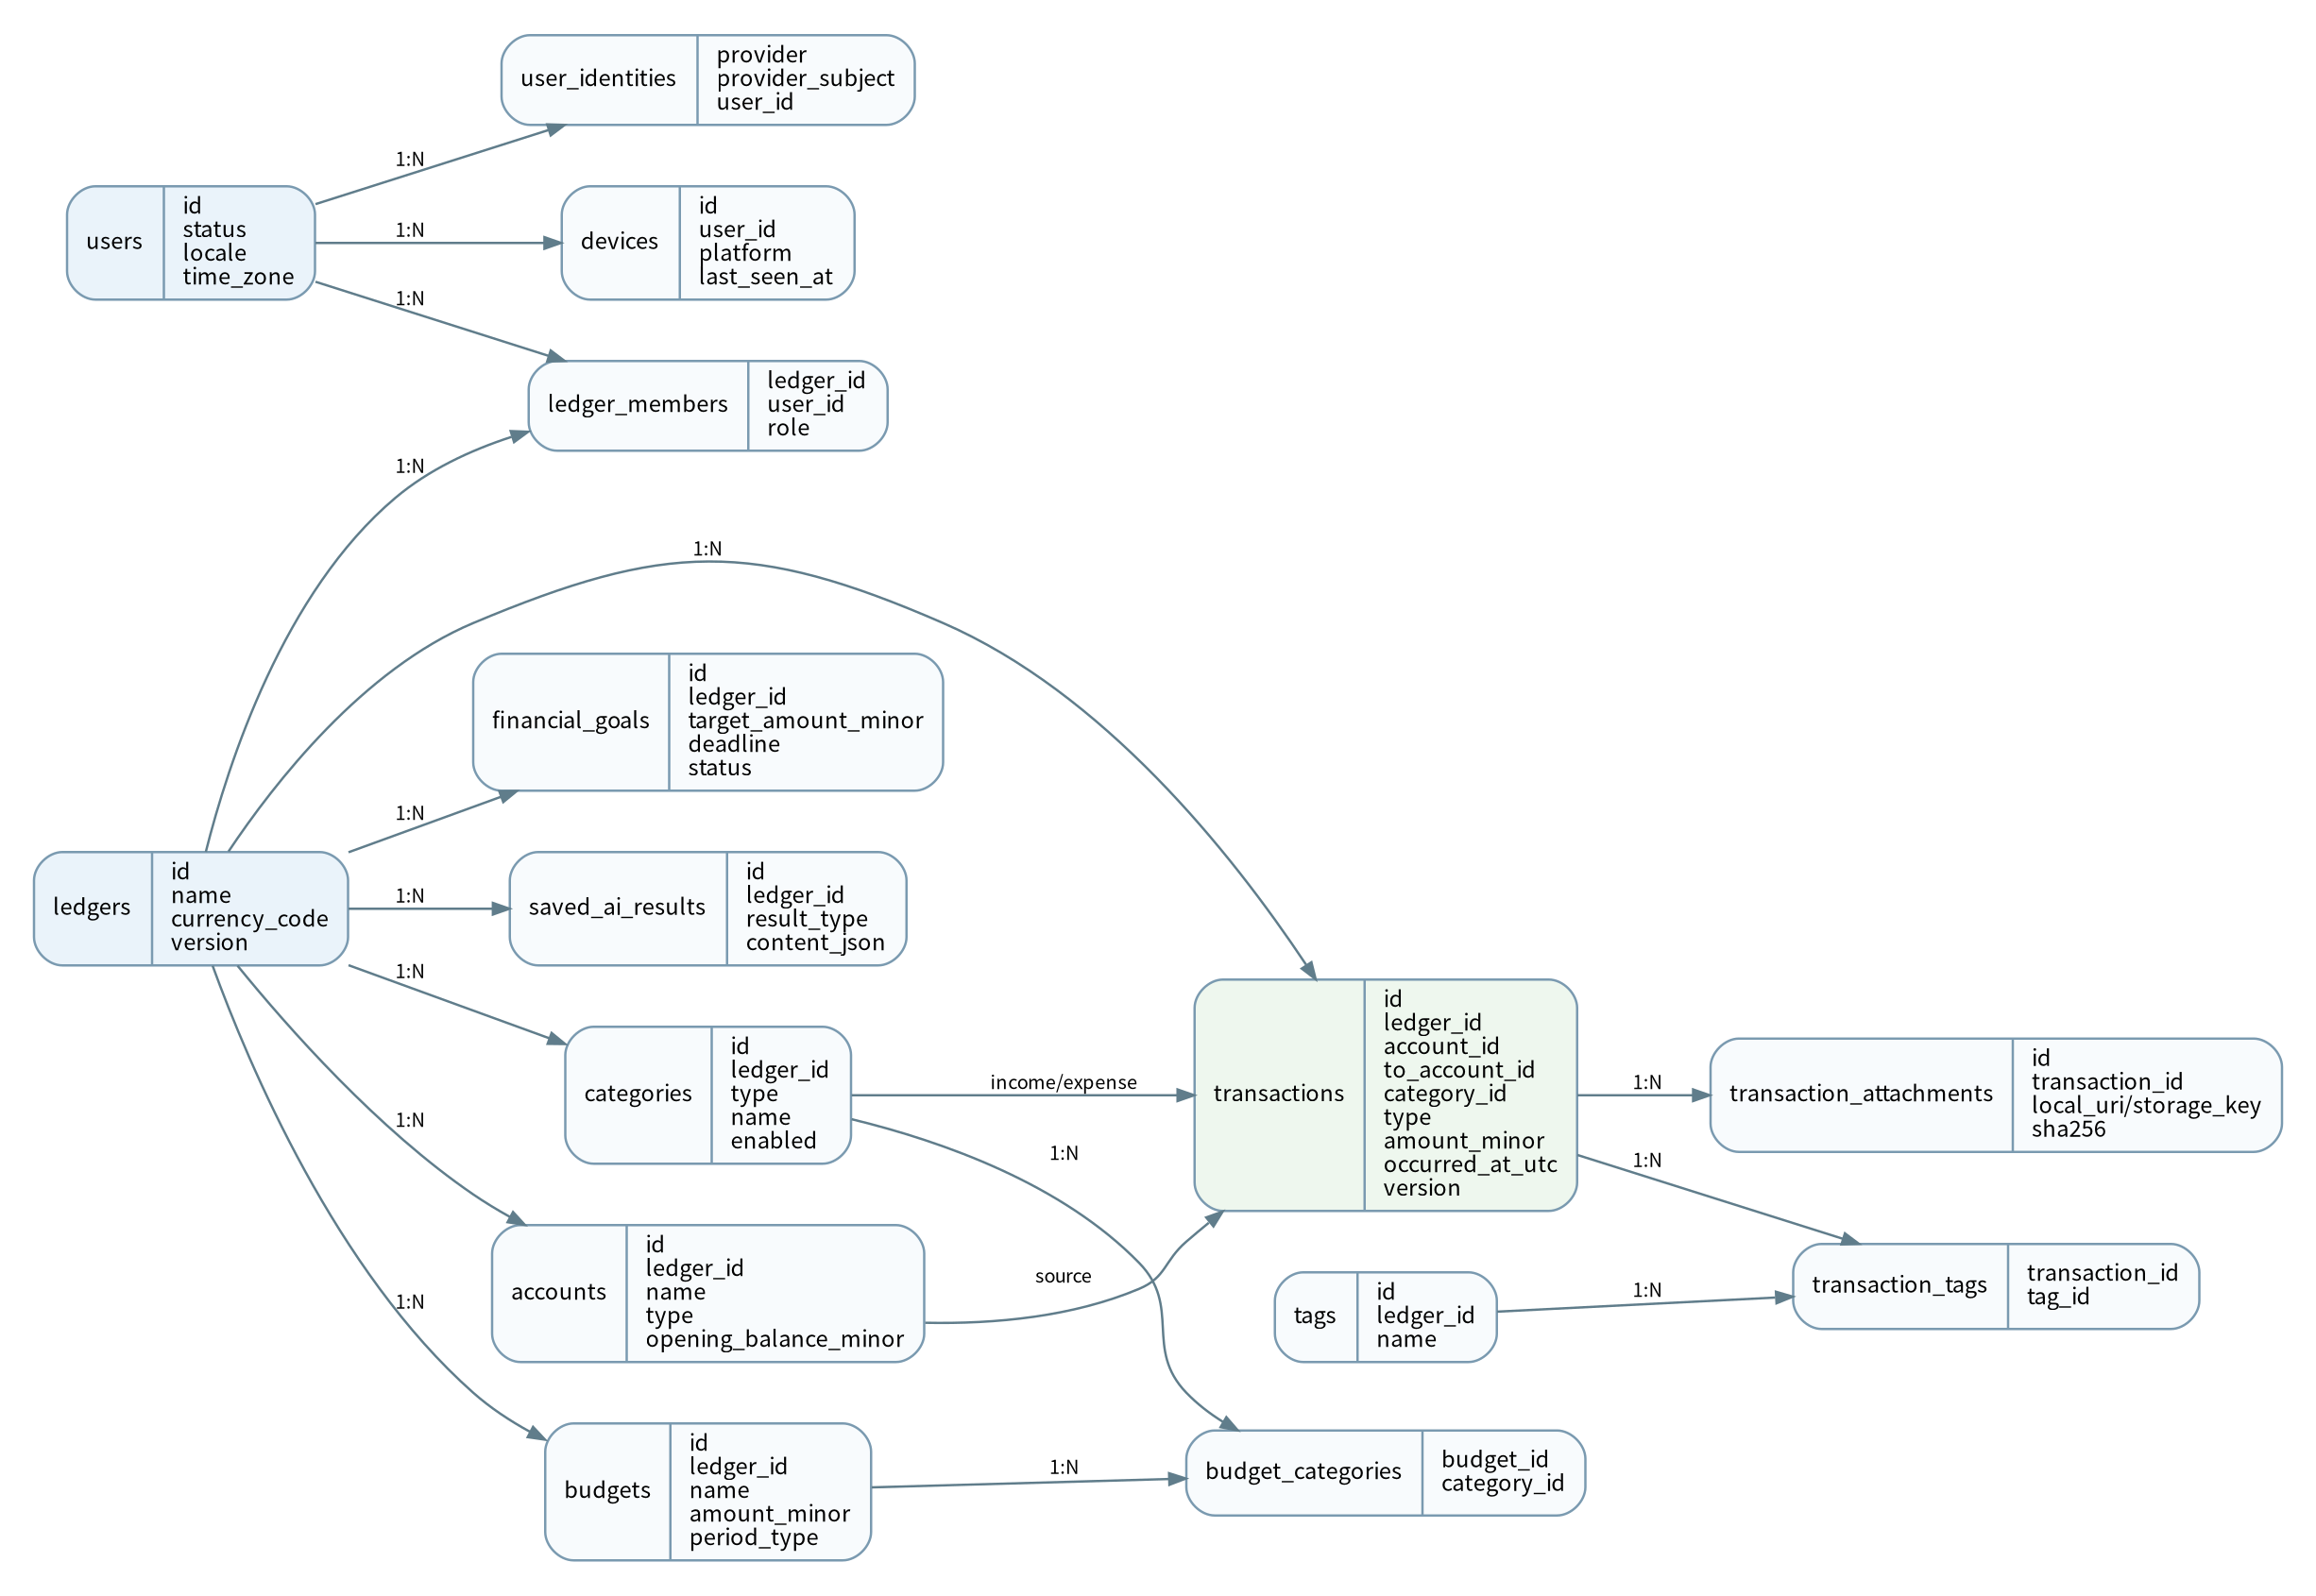 user_identities
provider
provider_subject
user_id
1:N
users
id
status
locale
time_zone
1:N
devices
id
user_id
platform
last_seen_at
1:N
ledger_members
ledger_id
user_id
role
1:N
1:N
financial_goals
id
ledger_id
target_amount_minor
deadline
status
1:N
ledgers
id
name
currency_code
version
1:N
saved_ai_results
id
ledger_id
result_type
content_json
1:N
categories
id
ledger_id
type
name
enabled
income/expense
1:N
transactions
id
ledger_id
account_id
to_account_id
category_id
type
amount_minor
occurred_at_utc
version
1:N
transaction_attachments
id
transaction_id
local_uri/storage_key
sha256
1:N
1:N
accounts
id
ledger_id
name
type
opening_balance_minor
source
tags
id
ledger_id
name
1:N
transaction_tags
transaction_id
tag_id
1:N
budgets
id
ledger_id
name
amount_minor
period_type
1:N
budget_categories
budget_id
category_id